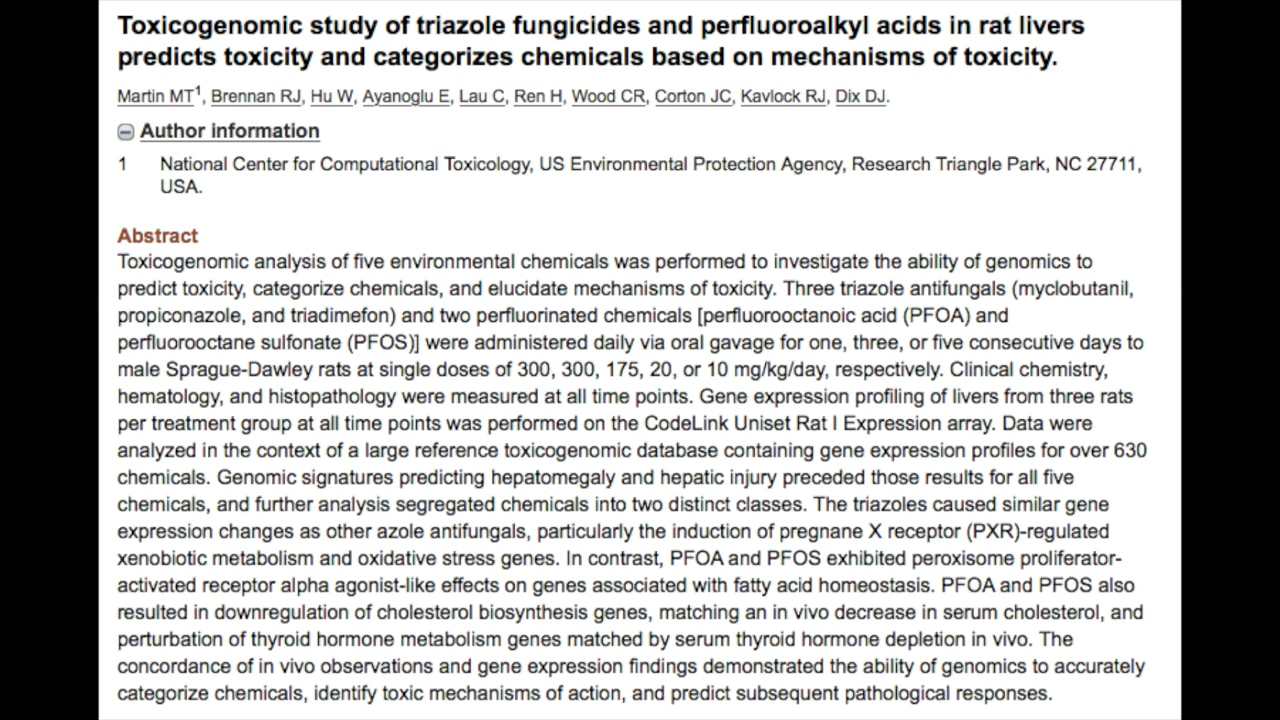 Toxicogenomic study of triazole fungicides and perfluoroalkyl acids in rat livers
predicts toxicity and categorizes chemicals based on mechanisms of toxicity.
Martin MT1, Brennan RJ, Hu W, Ayanoglu E, Lau C, Ren H, Wood CR, Corton JC, Kavlock RJ, Dix DJ.
Author information
1 National Center for Computational Toxicology, US Environmental Protection Agency, Research Triangle Park, NC 27711,
USA.
Abstract
Toxicogenomic analysis of five environmental chemicals was performed to investigate the ability of genomics to
predict toxicity, categorize chemicals, and elucidate mechanisms of toxicity. Three triazole antifungals (myclobutanil,
propiconazole, and triadimefon) and two perfluorinated chemicals [perfluorooctanoic acid (PFOA) and
perfluorooctane sulfonate (PFOS)] were administered daily via oral gavage for one, three, or five consecutive days to
male Sprague-Dawley rats at single doses of 300, 300, 175, 20, or 10 mg/kg/day, respectively. Clinical chemistry,
hematology, and histopathology were measured at all time points. Gene expression profiling of livers from three rats
per treatment group at all time points was performed on the CodeLink Uniset Rat I Expression array. Data were
analyzed in the context of a large reference toxicogenomic database containing gene expression profiles for over 630
chemicals. Genomic signatures predicting hepatomegaly and hepatic injury preceded those results for all five
chemicals, and further analysis segregated chemicals into two distinct classes. The triazoles caused similar gene
expression changes as other azole antifungals, particularly the induction of pregnane X receptor (PXR)-regulated
xenobiotic metabolism and oxidative stress genes. In contrast, PFOA and PFOS exhibited peroxisome proliferator-
activated receptor alpha agonist-like effects on genes associated with fatty acid homeostasis. PFOA and PFOS also
resulted in downregulation of cholesterol biosynthesis genes, matching an in vivo decrease in serum cholesterol, and
perturbation of thyroid hormone metabolism genes matched by serum thyroid hormone depletion in vivo. The
concordance of in vivo observations and gene expression findings demonstrated the ability of genomics to accurately
categorize chemicals, identify toxic mechanisms of action, and predict subsequent pathological responses.